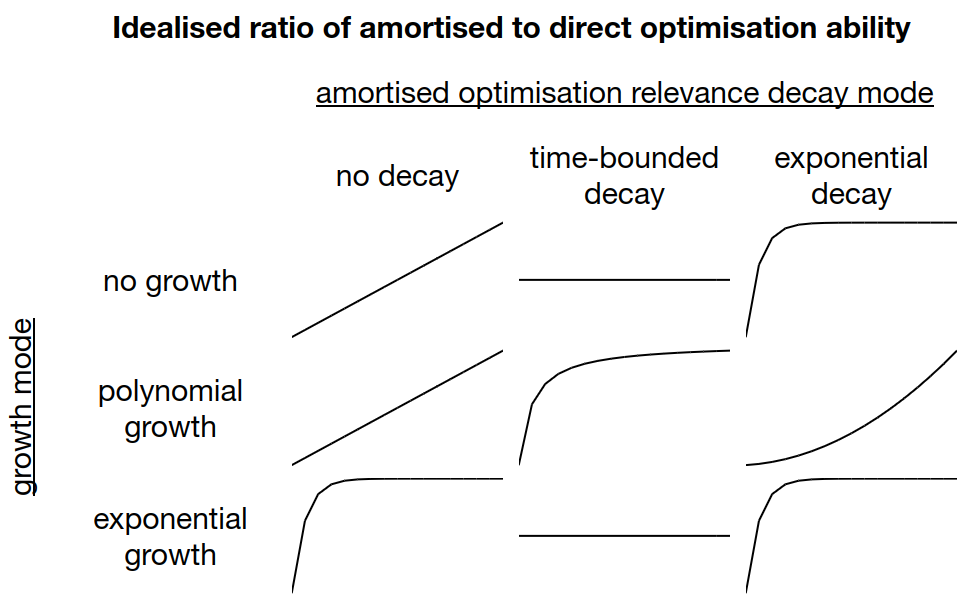 Idealised ratio of amortised to direct optimisation ability
amortised optimisation relevance decay mode
no decay
time-bounded
decay
exponential
decay
growth mode
no growth
polynomial
growth
exponential
growth